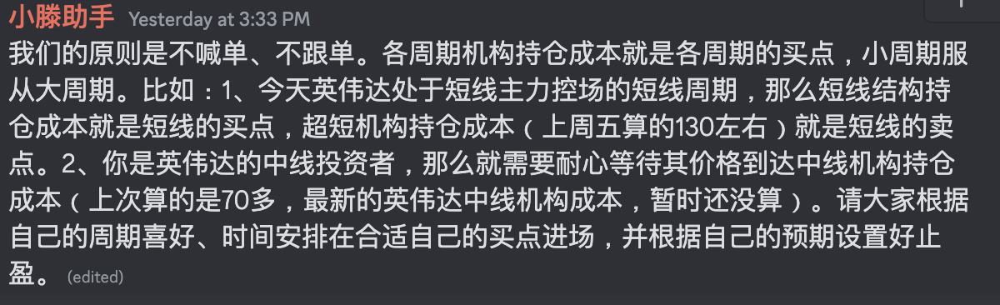 小滕助手 Yesterday at 3:33 PM
我们的原则是不喊单、不跟单。各周期机构持仓成本就是各周期的买点，小周期服
从大周期。比如：1、今天英伟达处于短线主力控场的短线周期，那么短线结构持
仓成本就是短线的买点，超短机构持仓成本（上周五算的130左右）就是短线的卖
点。2、你是英伟达的中线投资者，那么就需要耐心等待其价格到达中线机构持仓
成本（上次算的是70多，最新的英伟达中线机构成本，暂时还没算）。请大家根据
自己的周期喜好、时间安排在合适自己的买点进场，并根据自己的预期设置好止
盈。 (edited)